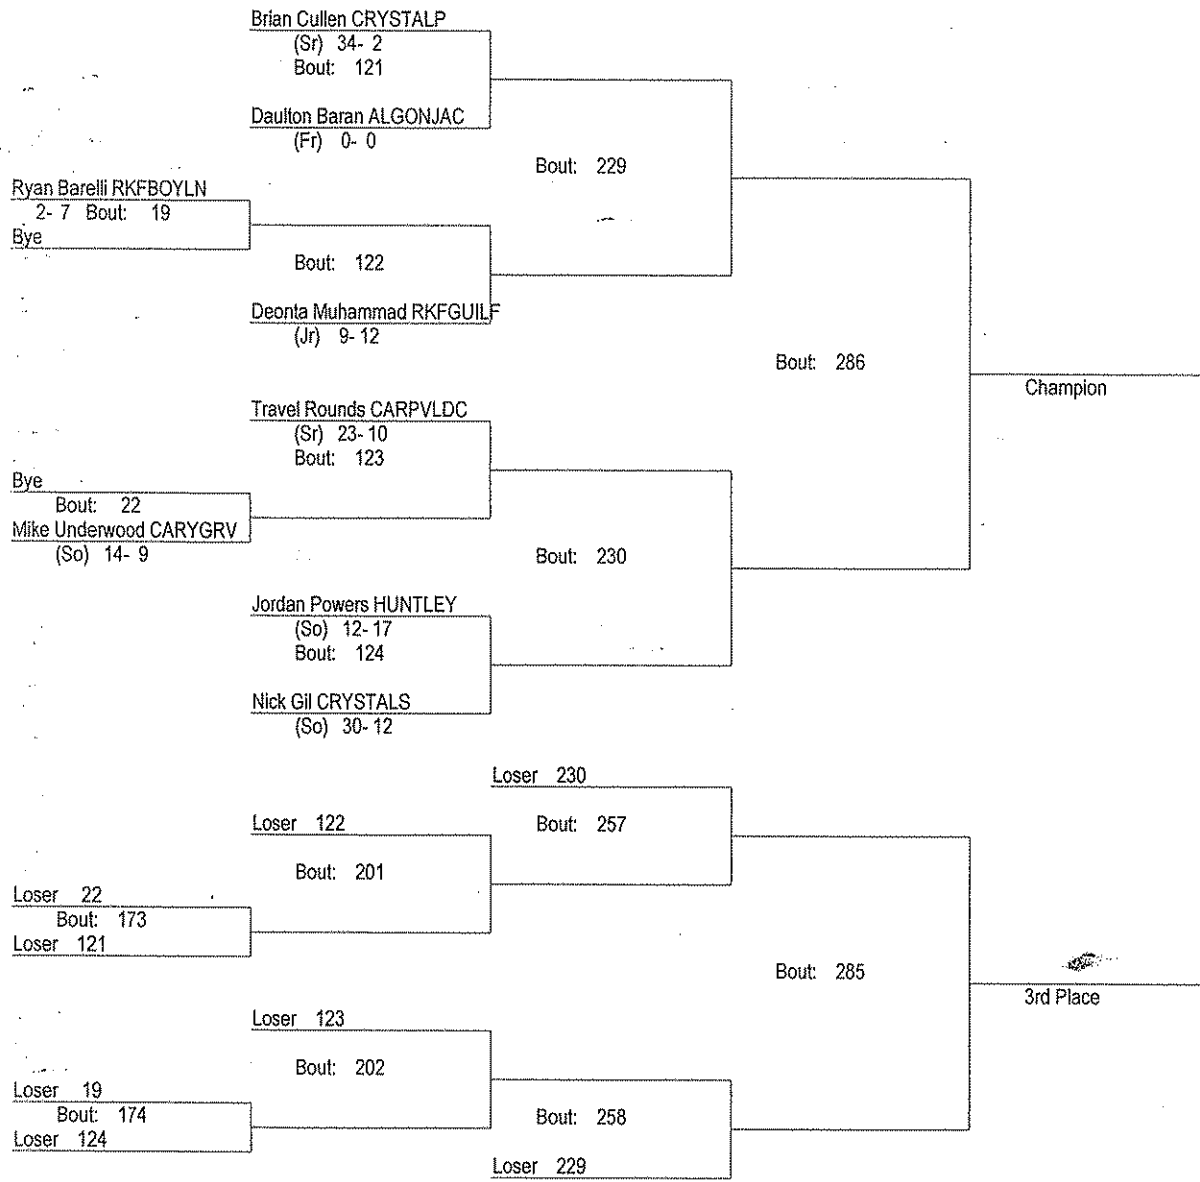 Brian Cullen CRYSTALP
(Sr) 34- 2
Bout: 121
Daulton Baran ALGONJAC
(Fr) 0- 0
Bout: 229
Ryan Barelli RKFBOYLN
2- 7 Bout: 19
Bye
Bout: 122
Deonta Muhammad RKFGUILF
(Jr) 9- 12
Bout: 286
Champion
Travel Rounds CARPVLDC
(Sr) 23- 10
Bout: 123
Bye
Bout: 22
Mike Underwood CARYGRV
(So) 14- 9
Bout: 230
Jordan Powers HUNTLEY
(So) 12- 17
Bout: 124
Nick Gil CRYSTALS
(So) 30- 12
Loser 230
Bout: 257
Loser 122
Bout: 201
Loser 22
Bout: 173
Loser 121
Bout: 285
3rd Place
Loser 123
Bout: 202
Loser 19
Bout: 174
Loser 124
Bout: 258
Loser 229